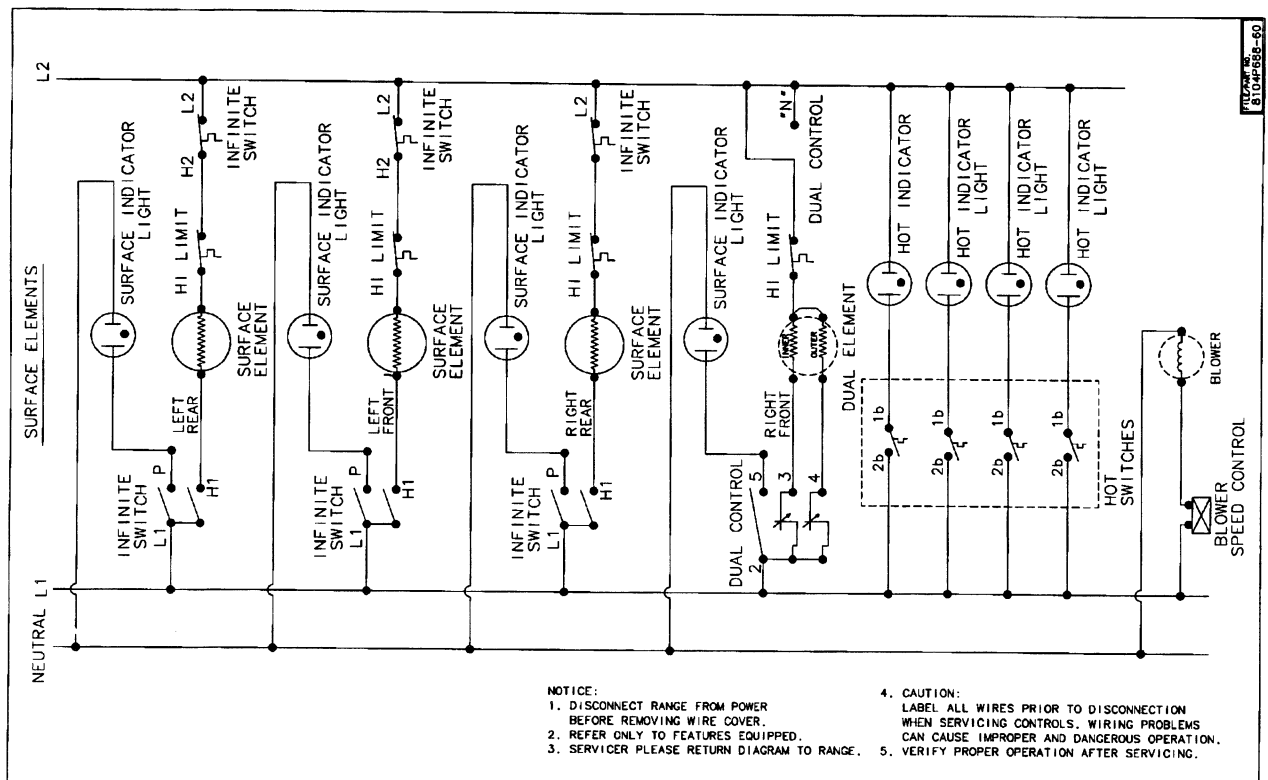 FILE/PART NO.
8104P688-60
SURFACE ELEMENTS
L2
L1
NEUTRAL
SURFACE INDICATOR
LIGHT
L2
INFINITE
SWITCH
H2
HI LIMIT
SURFACE
ELEMENT
LEFT
REAR
P
H1
INFINITE
SWITCH
L1
SURFACE INDICATOR
LIGHT
L2
INFINITE
SWITCH
H2
HI LIMIT
SURFACE
ELEMENT
LEFT
FRONT
P
H1
INFINITE
SWITCH
L1
SURFACE INDICATOR
LIGHT
L2
INFINITE
SWITCH
HI LIMIT
SURFACE
ELEMENT
RIGHT
REAR
P
H1
INFINITE
SWITCH
L1
SURFACE INDICATOR
LIGHT
"N"
DUAL CONTROL
HI LIMIT
INNER
OUTER
DUAL ELEMENT
RIGHT
FRONT
DUAL CONTROL
5
3
4
2
HOT INDICATOR
HOT INDICATOR
LIGHT
HOT INDICATOR
LIGHT
HOT INDICATOR
LIGHT
1b
2b
1b
2b
1b
2b
1b
2b
HOT
SWITCHES
BLOWER
BLOWER
SPEED CONTROL
NOTICE:
1. DISCONNECT RANGE FROM POWER
BEFORE REMOVING WIRE COVER.
2. REFER ONLY TO FEATURES EQUIPPED.
3. SERVICER PLEASE RETURN DIAGRAM TO RANGE.
4. CAUTION:
LABEL ALL WIRES PRIOR TO DISCONNECTION
WHEN SERVICING CONTROLS. WIRING PROBLEMS
CAN CAUSE IMPROPER AND DANGEROUS OPERATION.
5. VERIFY PROPER OPERATION AFTER SERVICING.